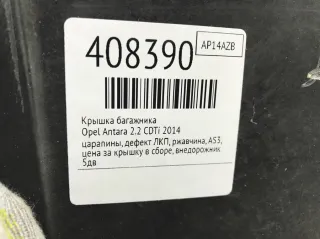 408390
AP14AZB
Крышка багажника
Opel Antara 2.2 CDTi 2014
царапины, дефект ЛКП, ржавчина, AS3,
цена за крышку в сборе, внедорожник
5дв